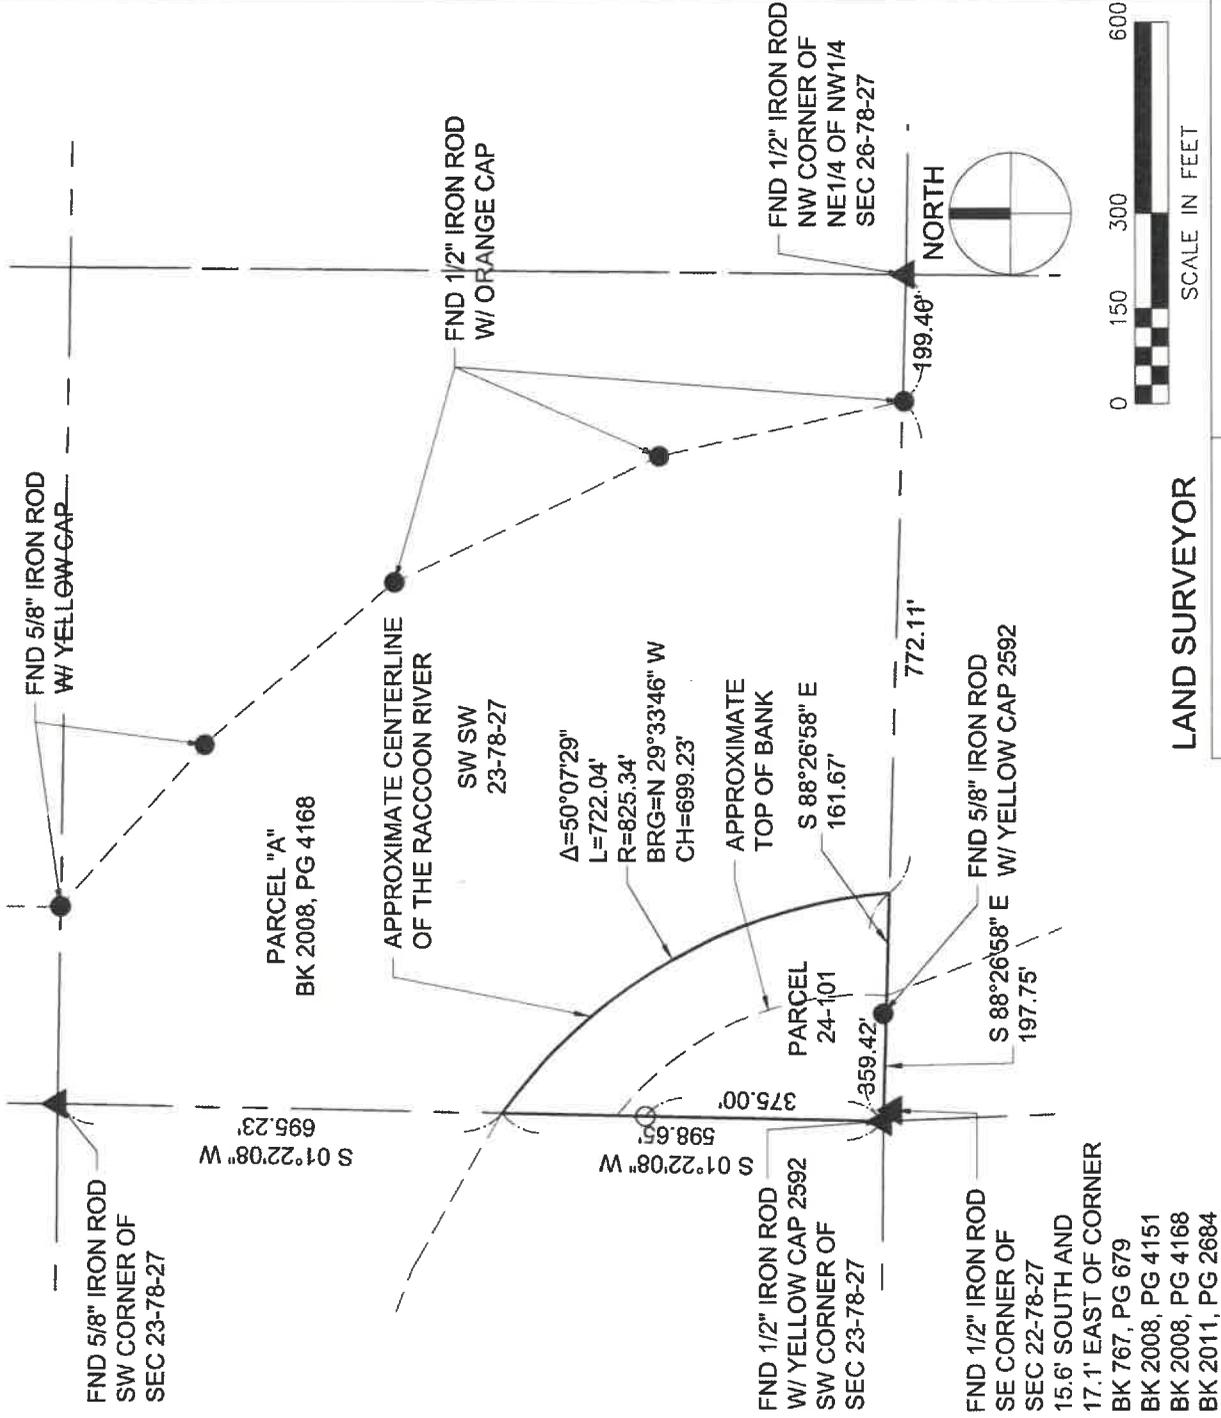 FND 5/8" IRON ROD
W/ YELLOW CAP
FND 5/8" IRON ROD
SW CORNER OF
SEC 23-78-27
PARCEL "A"
BK 2008, PG 4168
FND 1/2" IRON ROD
W/ ORANGE CAP
S 01°22'08" W
695.23'
APPROXIMATE CENTERLINE
OF THE RACCOON RIVER
SW SW
23-78-27
Δ=50°07'29"
L=722.04'
R=825.34'
BRG=N 29°33'46" W
CH=699.23'
APPROXIMATE
TOP OF BANK
S 88°26'58" E
161.67'
S 01°22'08" W
598.65'
375.00'
PARCEL
24-101
359.42'
772.11'
199.40'
FND 1/2" IRON ROD
NW CORNER OF
NE1/4 OF NW1/4
SEC 26-78-27
NORTH
FND 1/2" IRON ROD
W/ YELLOW CAP 2592
SW CORNER OF
SEC 23-78-27
S 88°26'58" E
197.75'
FND 5/8" IRON ROD
W/ YELLOW CAP 2592
FND 1/2" IRON ROD
SE CORNER OF
SEC 22-78-27
15.6' SOUTH AND
17.1' EAST OF CORNER
BK 767, PG 679
BK 2008, PG 4151
BK 2008, PG 4168
BK 2011, PG 2684
0 150 300 600
SCALE IN FEET
LAND SURVEYOR